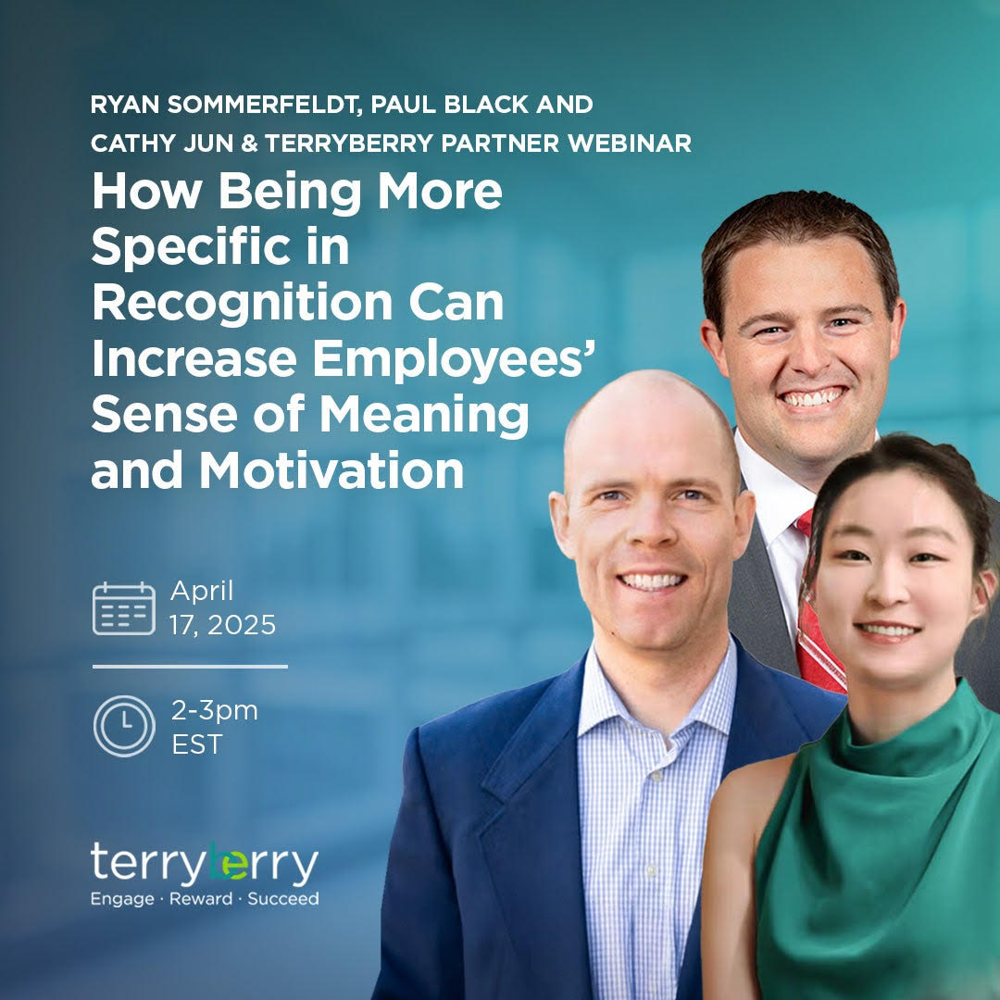 RYAN SOMMERFELDT, PAUL BLACK AND
CATHY JUN & TERRYBERRY PARTNER WEBINAR
How Being More
Specific in
Recognition Can
Increase Employees’
Sense of Meaning
and Motivation
April
17, 2025
2-3pm
EST
terryberry
Engage · Reward · Succeed